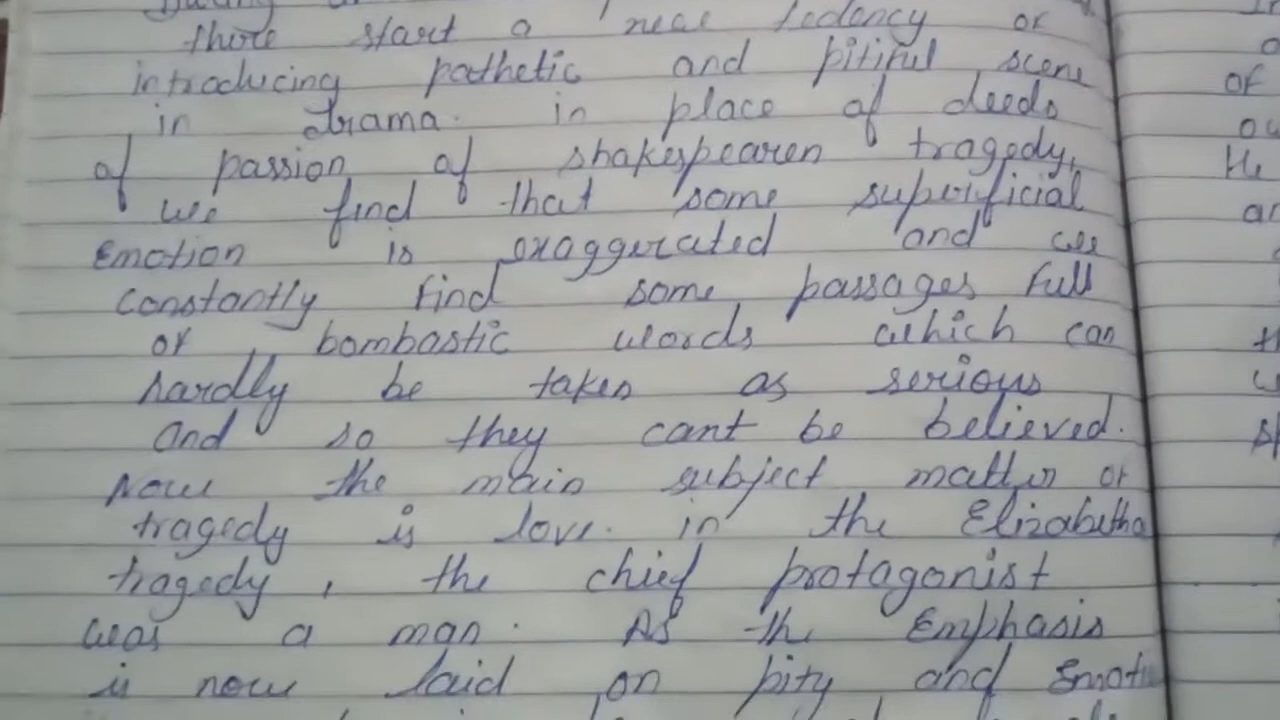 there start a new tedency of
introducing pathetic and pitiful scene
in drama. in place of deeds
of passion of shakespearen tragedy,
we find that some superficial
Emotion is exaggerated and we
constantly find some passages full
of bombastic words which can
hardly be taken as serious
and so they cant be believed.
Now the main subject matter of
tragedy is love. in the Elizabetha
tragedy, the chief protagonist
was a man. As the Emphasis
is now laid on pity and Emoti